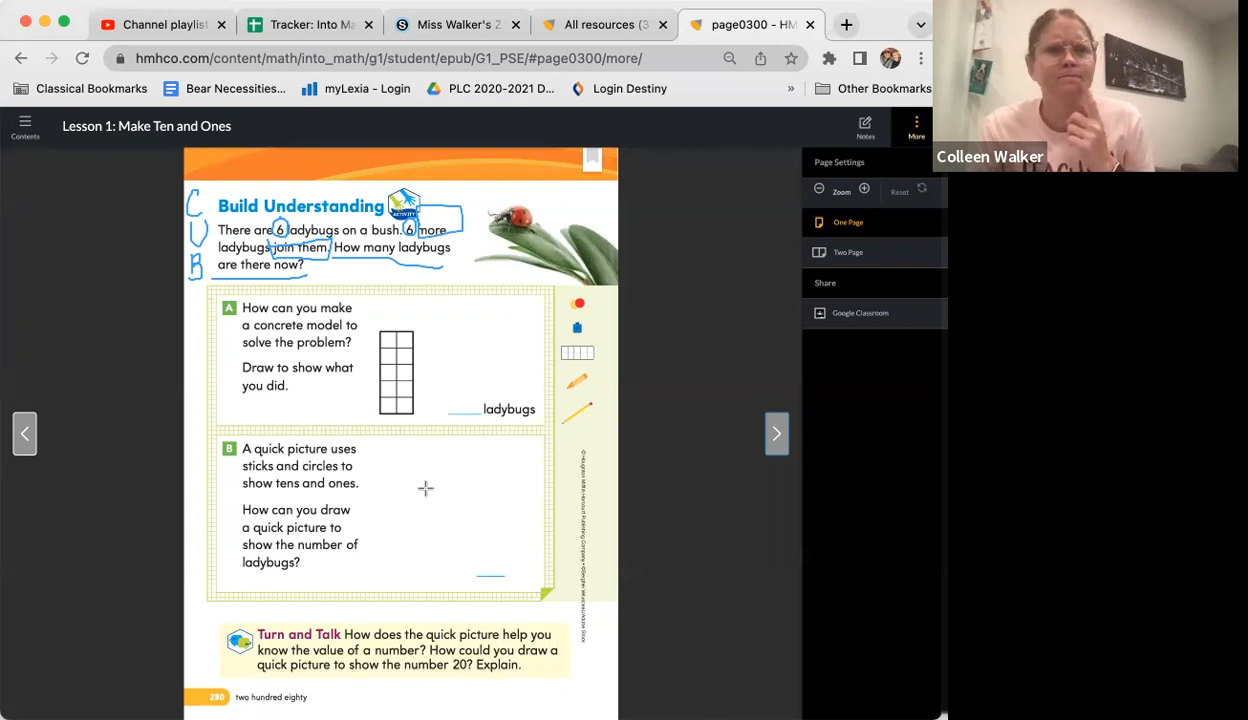 Channel playlist
Tracker: Into Ma
Miss Walker's Z
All resources (3
page0300 - HM
hmhco.com/content/math/into_math/g1/student/epub/G1_PSE/#page0300/more/
Classical Bookmarks
Bear Necessities...
myLexia - Login
PLC 2020-2021 D...
Destiny Login
»
Other Bookmarks
Contents
Lesson 1: Make Ten and Ones
Notes
More
Colleen Walker
Page Settings
Zoom
Reset
One Page
Two Page
Share
Google Classroom
C
U
B
Build Understanding
ACTIVITY
There are 6 ladybugs on a bush. 6 more
ladybugs join them. How many ladybugs
are there now?
A How can you make
a concrete model to
solve the problem?
Draw to show what
you did.
ladybugs
B A quick picture uses
sticks and circles to
show tens and ones.
How can you draw
a quick picture to
show the number of
ladybugs?
Turn and Talk How does the quick picture help you
know the value of a number? How could you draw a
quick picture to show the number 20? Explain.
280 two hundred eighty